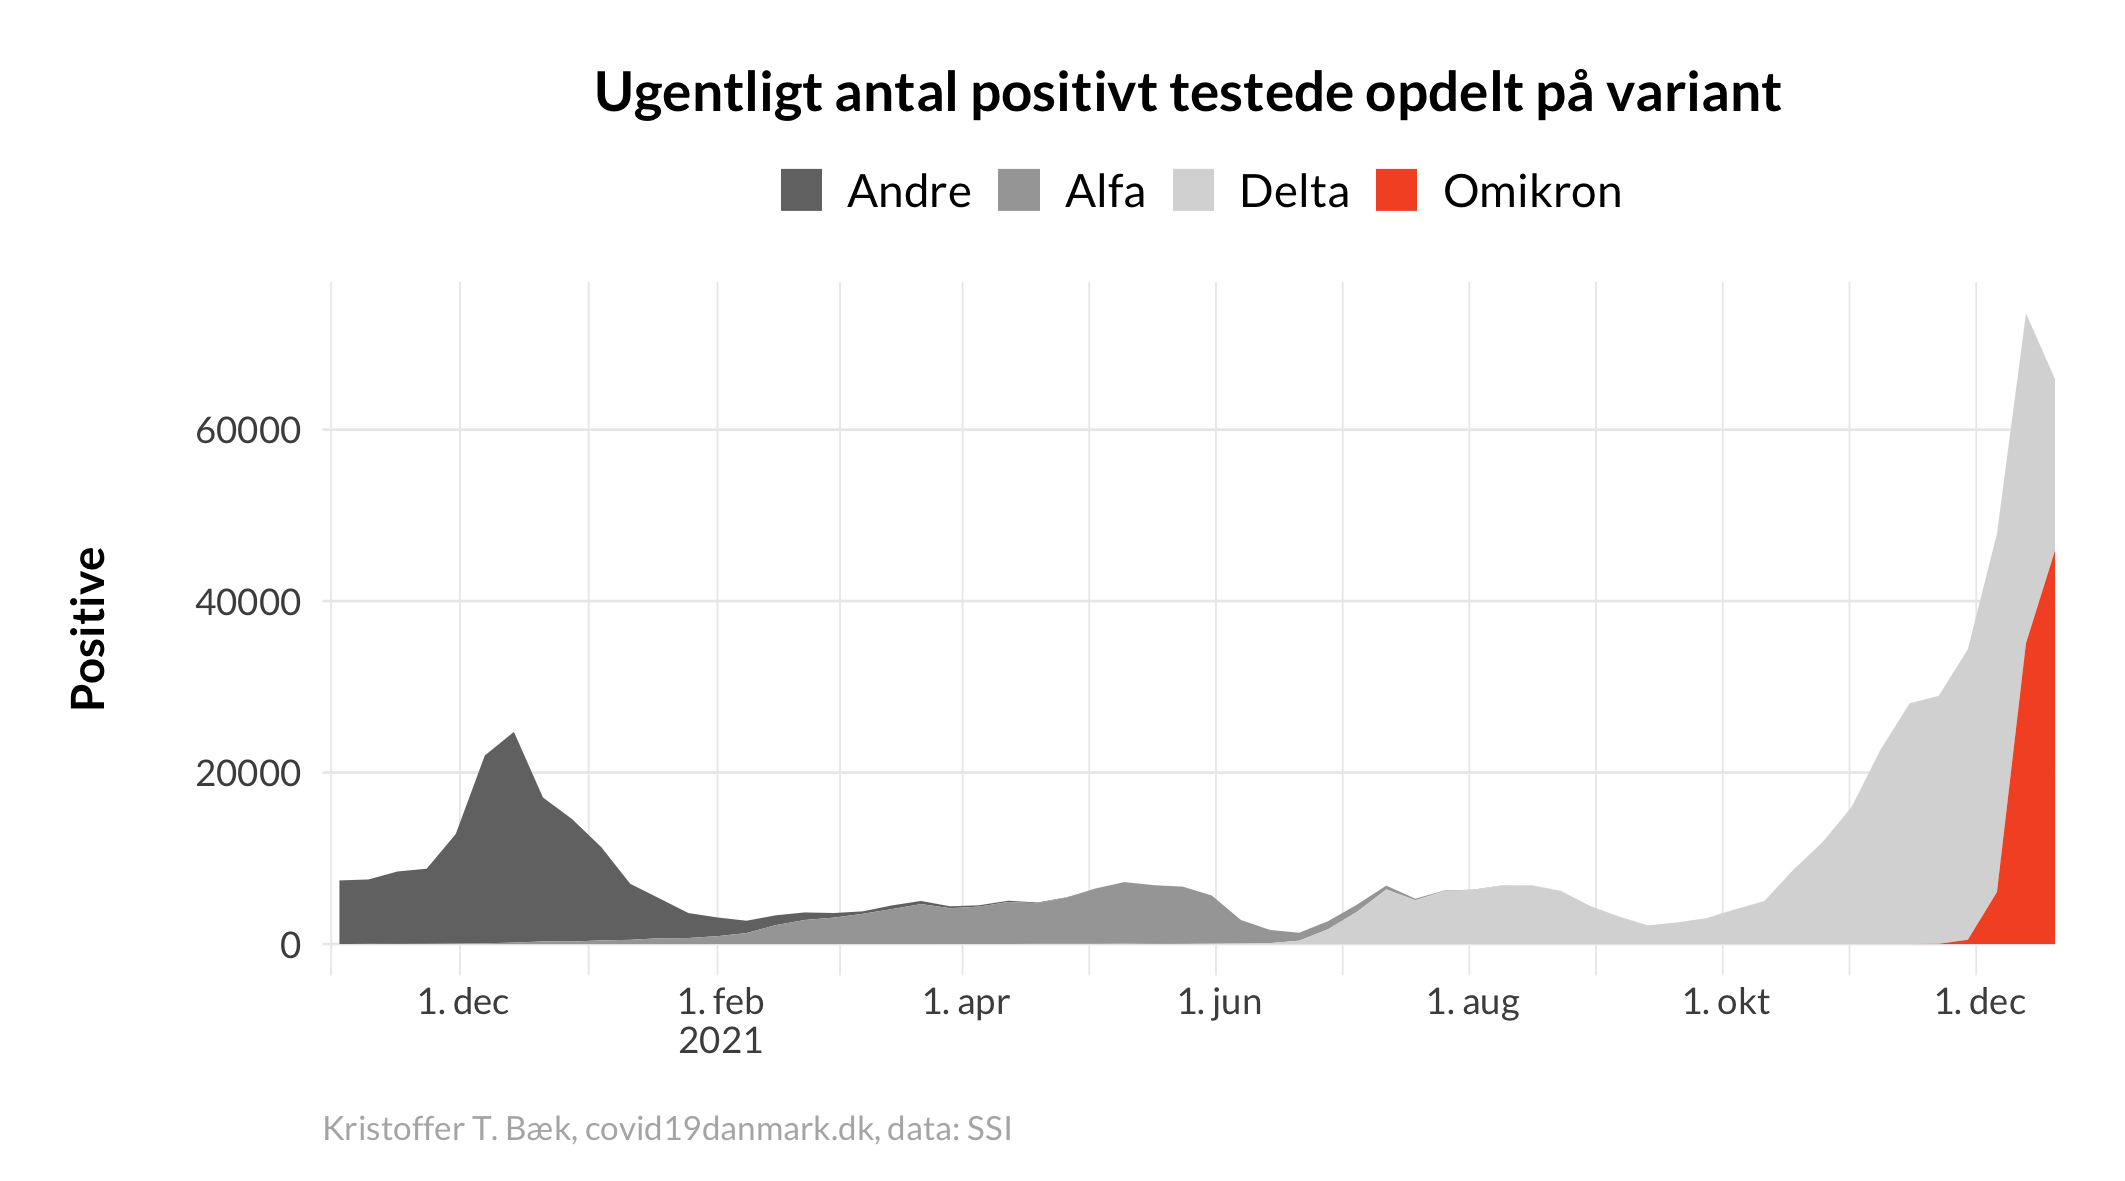 Ugentligt antal positivt testede opdelt på variant
Andre Alfa Delta Omikron
Positive
60000
40000
20000
0
1. dec 1. feb 1. apr 1. jun 1. aug 1. okt 1. dec
2021
Kristoffer T. Bæk, covid19danmark.dk, data: SSI